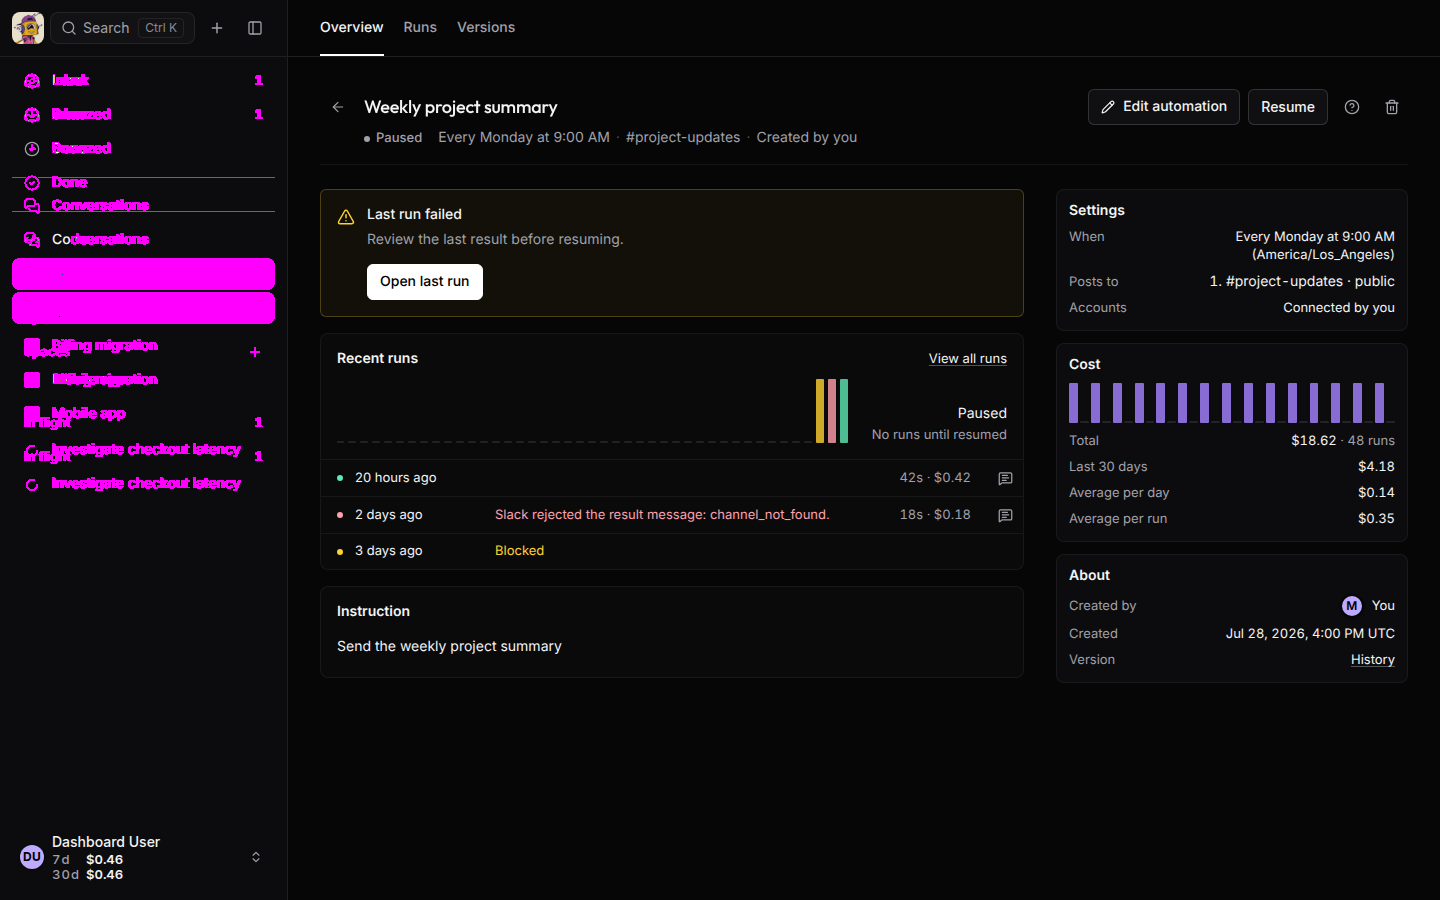 Search Ctrl K
Overview Runs Versions
1
1
Done
Conversations
Billing migration
Mobile app
In flight 1
Investigate checkout latency
In flight 1
Investigate checkout latency
Dashboard User
DU
7d $0.46
30d $0.46
Weekly project summary
Edit automation
Resume
Paused Every Monday at 9:00 AM · #project-updates · Created by you
Last run failed
Review the last result before resuming.
Open last run
Recent runs
View all runs
Paused
No runs until resumed
20 hours ago 42s · $0.42
2 days ago Slack rejected the result message: channel_not_found. 18s · $0.18
3 days ago Blocked
Instruction
Send the weekly project summary
Settings
When Every Monday at 9:00 AM
(America/Los_Angeles)
Posts to 1. #project-updates · public
Accounts Connected by you
Cost
Total $18.62 · 48 runs
Last 30 days $4.18
Average per day $0.14
Average per run $0.35
About
Created by M You
Created Jul 28, 2026, 4:00 PM UTC
Version History